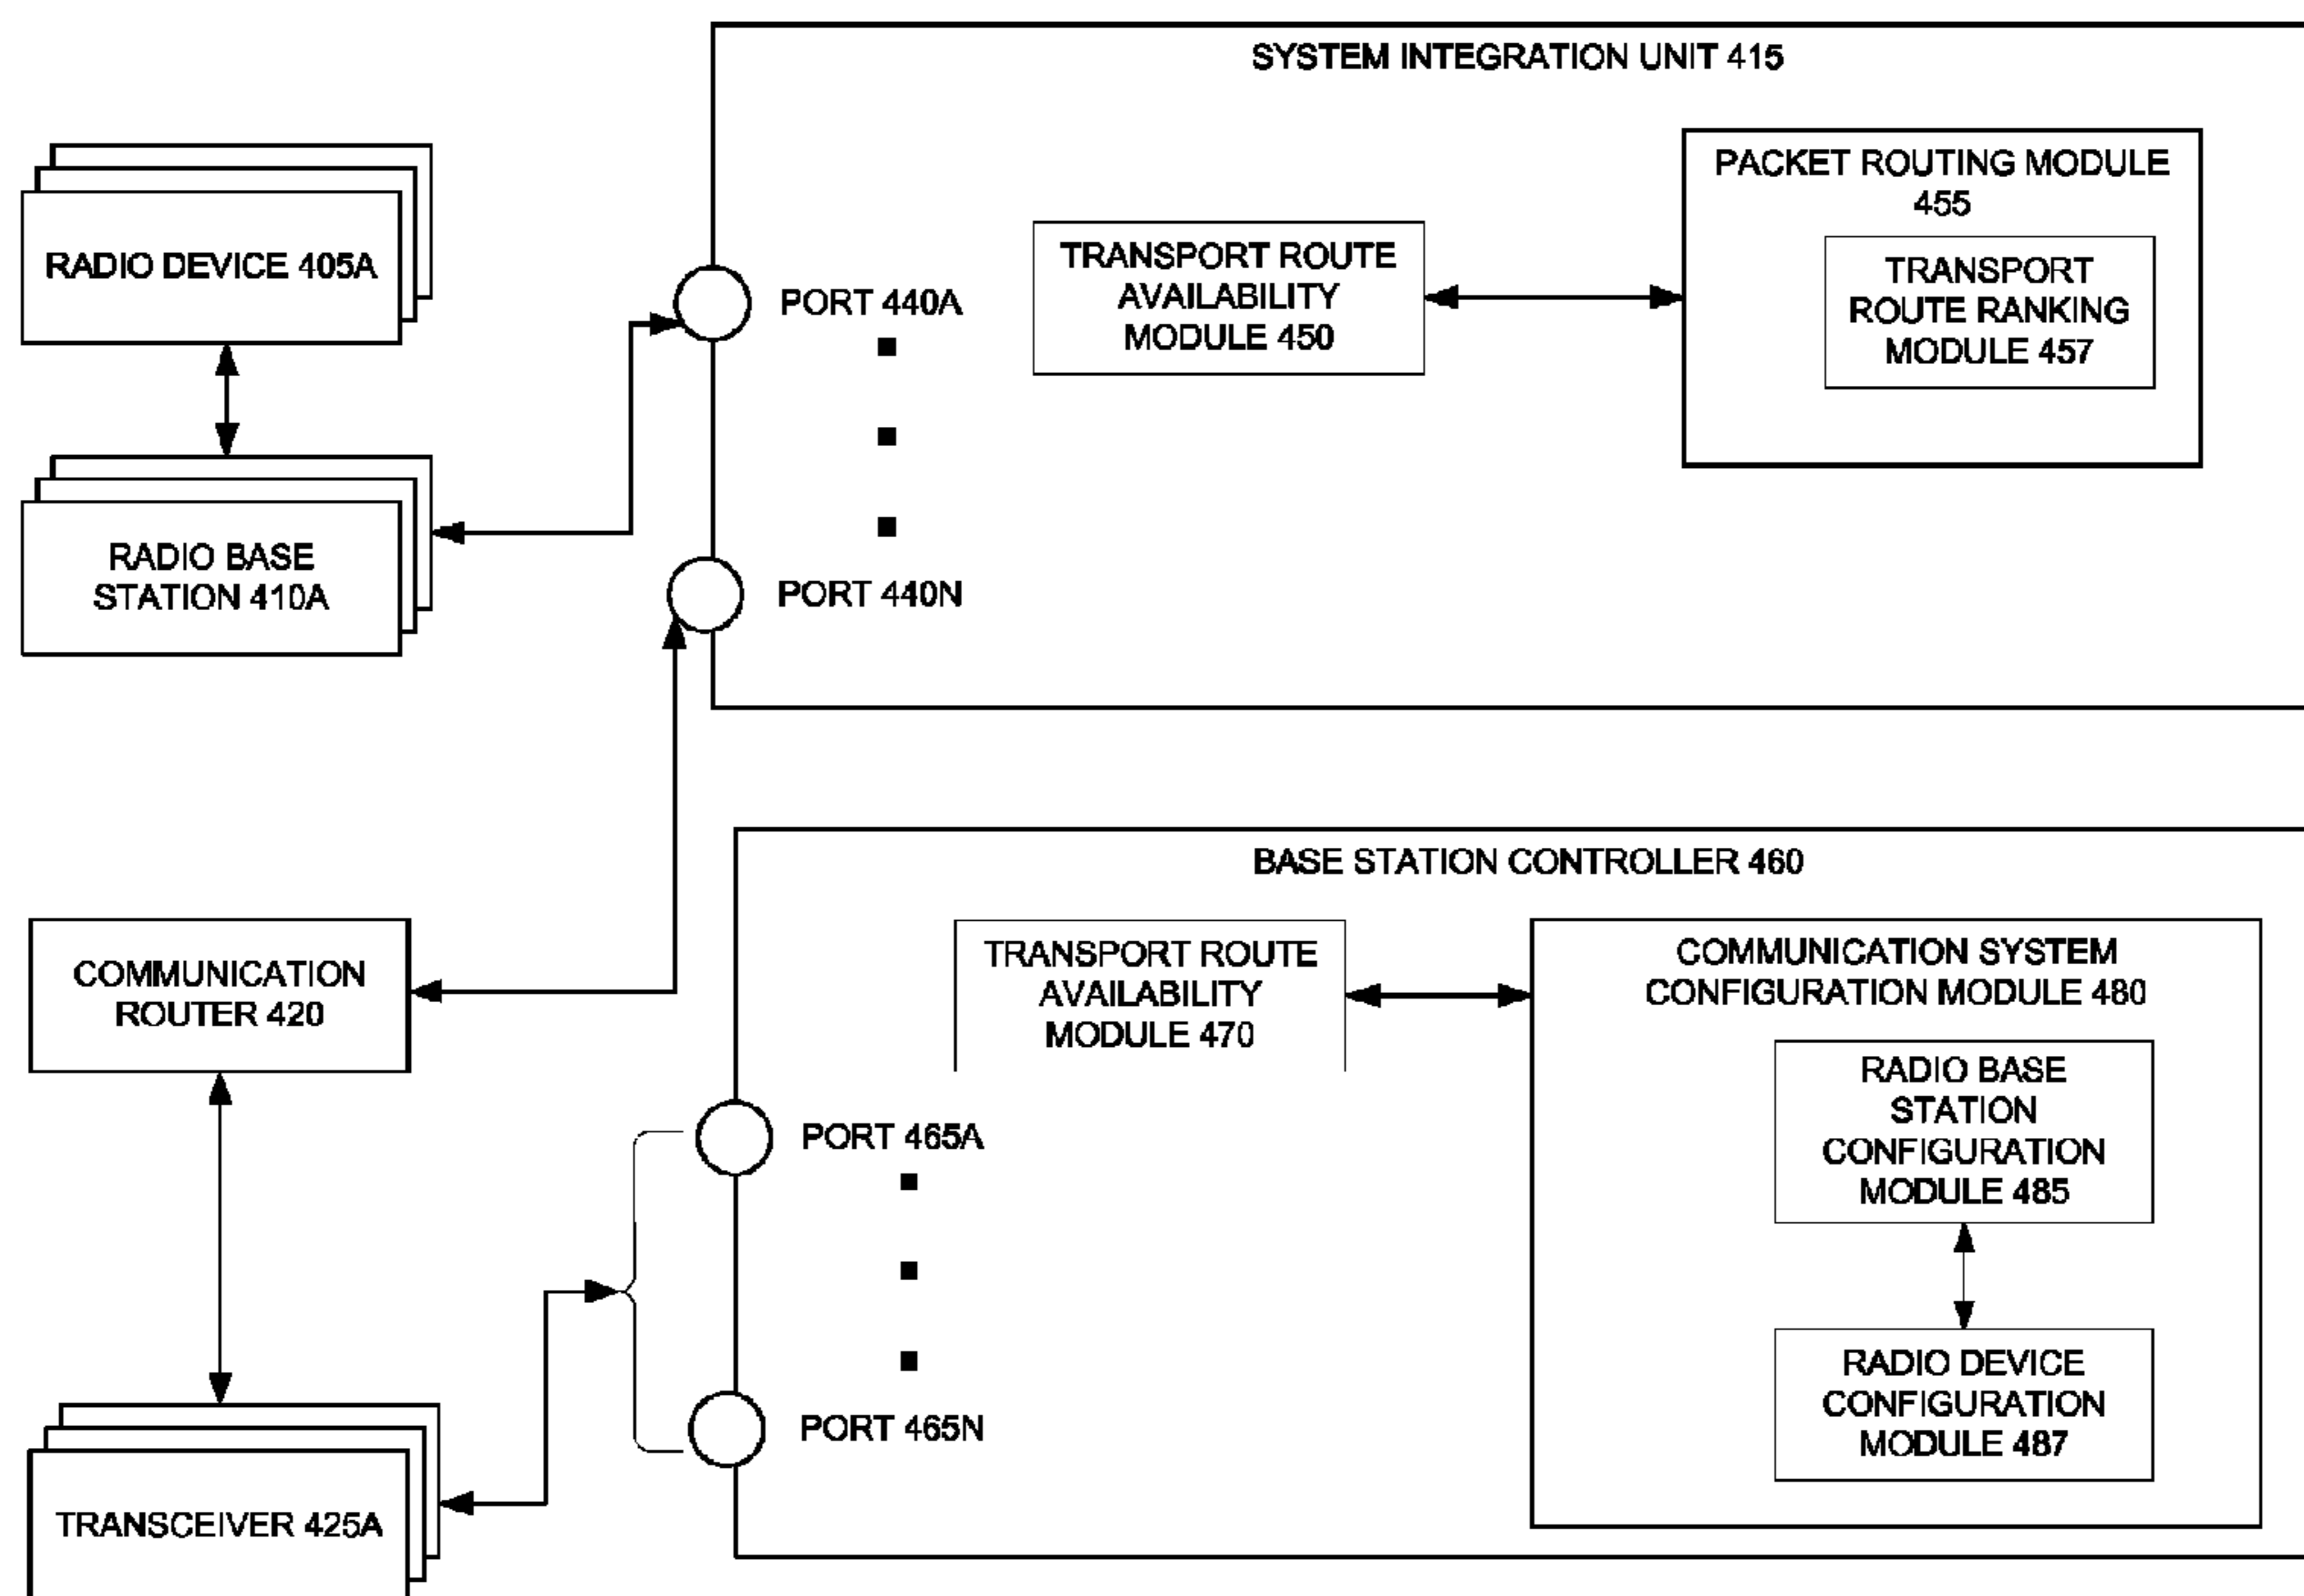 SYSTEM INTEGRATION UNIT 415
PACKET ROUTING MODULE
455
TRANSPORT
ROUTE RANKING
MODULE 457
TRANSPORT ROUTE
AVAILABILITY
MODULE 450
RADIO DEVICE 405A
PORT 440A
RADIO BASE
STATION 410A
PORT 440N
BASE STATION CONTROLLER 460
COMMUNICATION
ROUTER 420
TRANSPORT ROUTE
AVAILABILITY
MODULE 470
COMMUNICATION SYSTEM
CONFIGURATION MODULE 480
RADIO BASE
STATION
CONFIGURATION
MODULE 485
PORT 465A
RADIO DEVICE
CONFIGURATION
MODULE 487
PORT 465N
TRANSCEIVER 425A